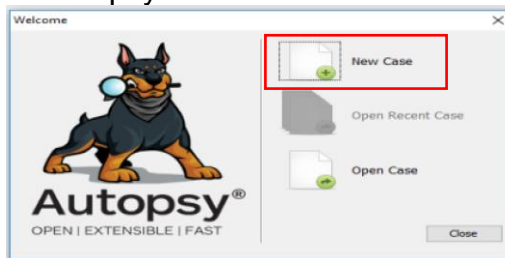 Welcome
New Case
Open Recent Case
Open Case
Autopsy®
OPEN | EXTENSIBLE | FAST
Close